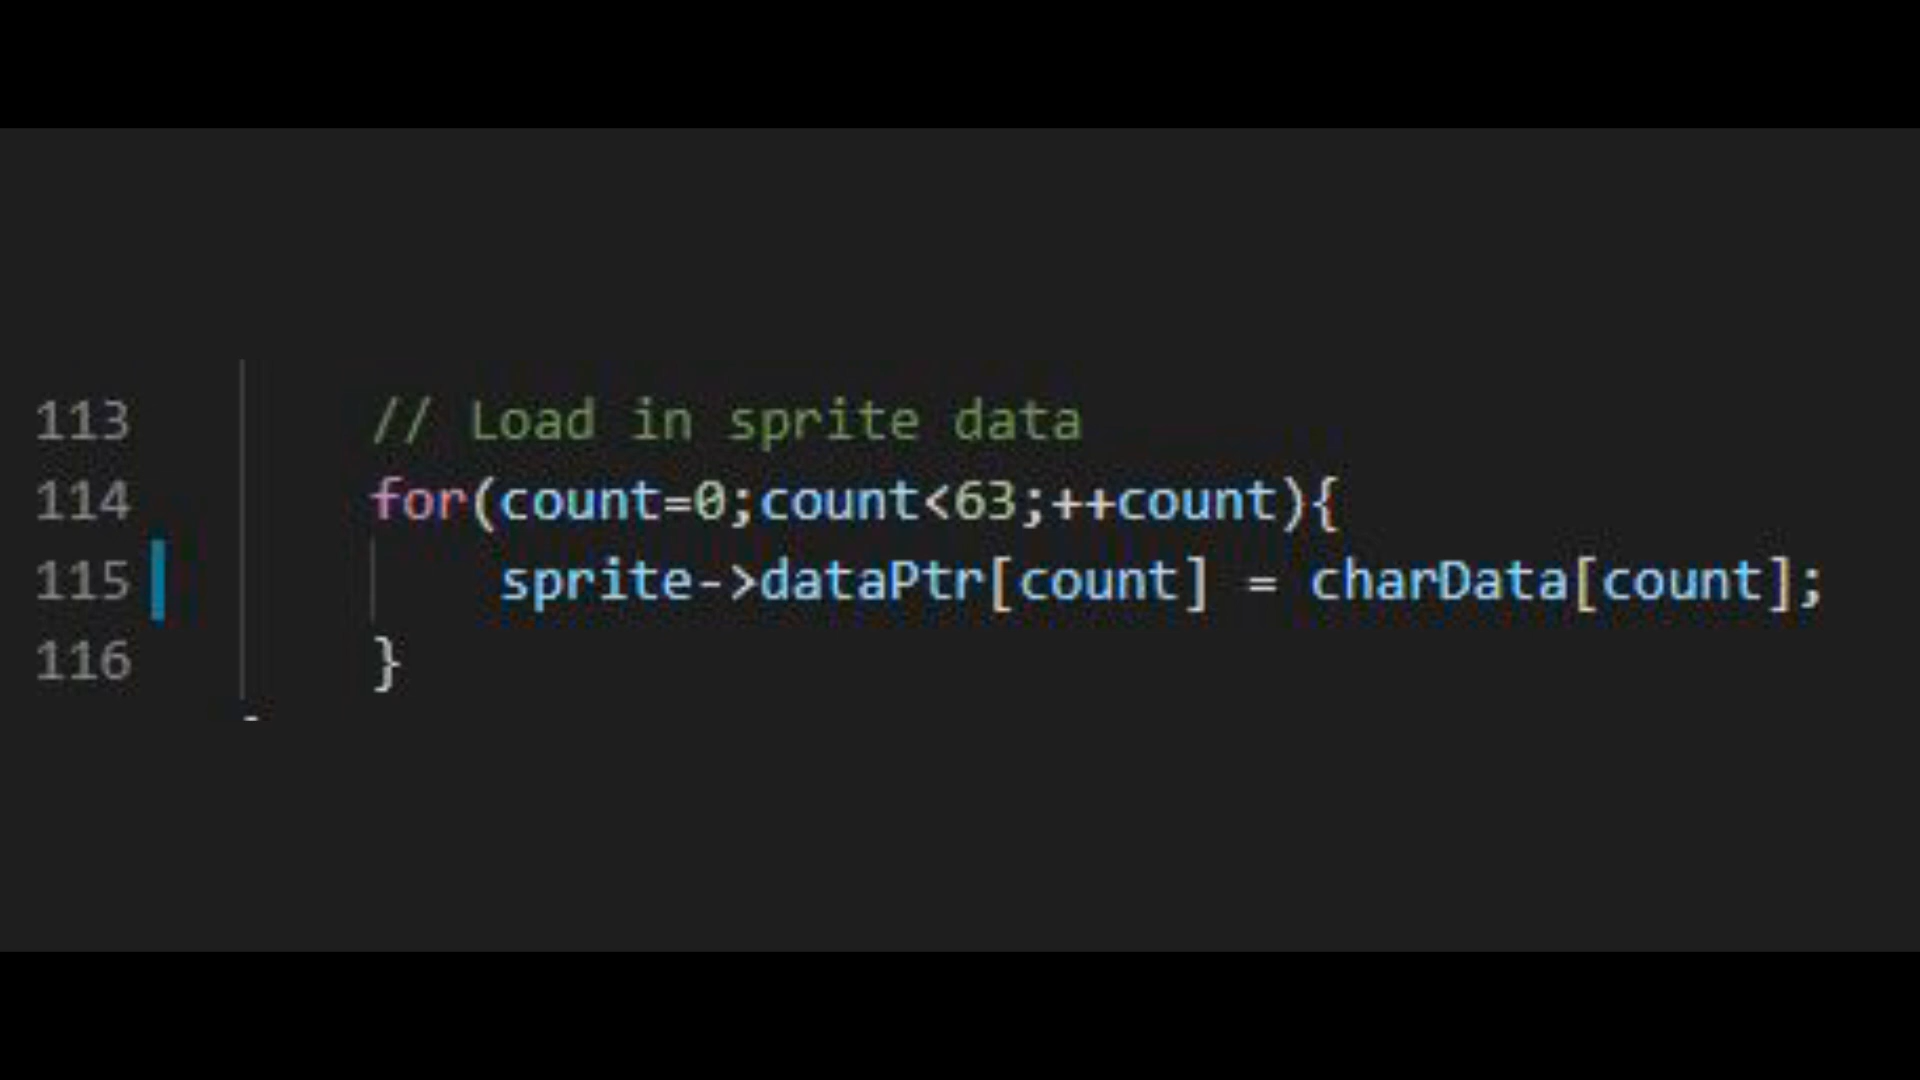 113 // Load in sprite data
114 for(count=0;count<63;++count){
115 sprite->dataPtr[count] = charData[count];
116 }